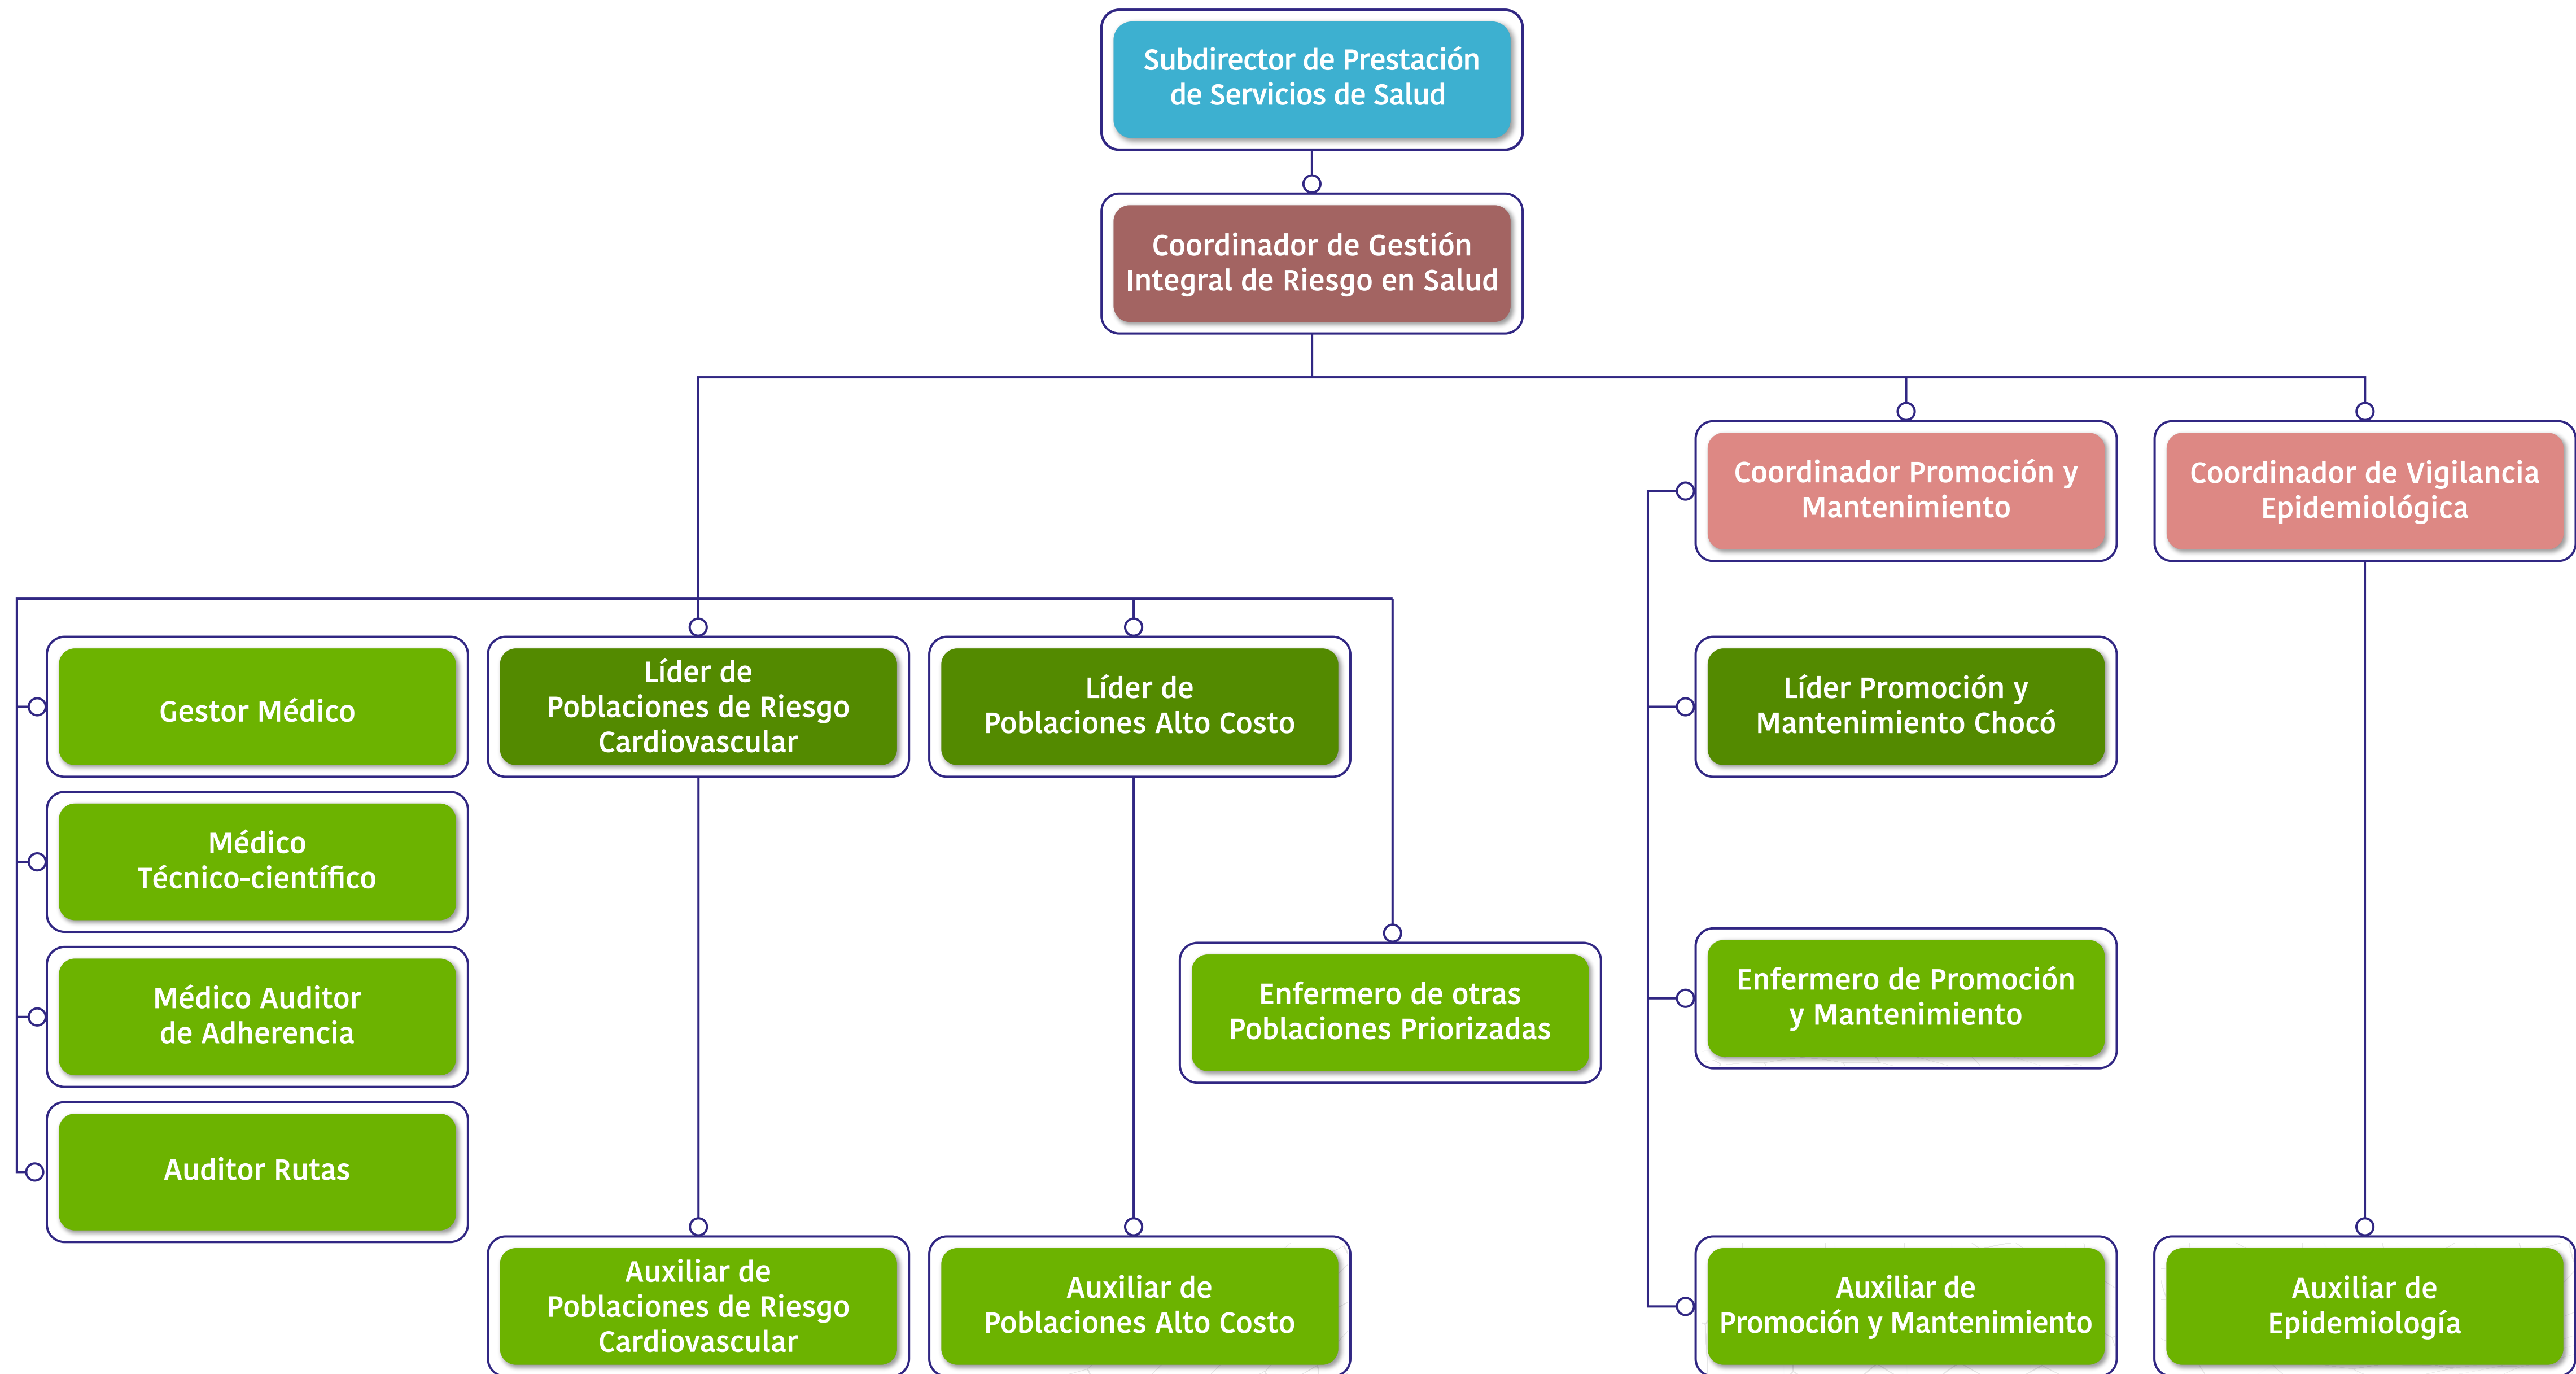 Subdirector de Prestación
de Servicios de Salud
Coordinador de Gestión
Integral de Riesgo en Salud
Coordinador Promoción y
Mantenimiento
Coordinador de Vigilancia
Epidemiológica
Gestor Médico
Líder de
Poblaciones de Riesgo
Cardiovascular
Líder de
Poblaciones Alto Costo
Líder Promoción y
Mantenimiento Chocó
Médico
Técnico-científico
Médico Auditor
de Adherencia
Enfermero de otras
Poblaciones Priorizadas
Enfermero de Promoción
y Mantenimiento
Auditor Rutas
Auxiliar de
Poblaciones de Riesgo
Cardiovascular
Auxiliar de
Poblaciones Alto Costo
Auxiliar de
Promoción y Mantenimiento
Auxiliar de
Epidemiología